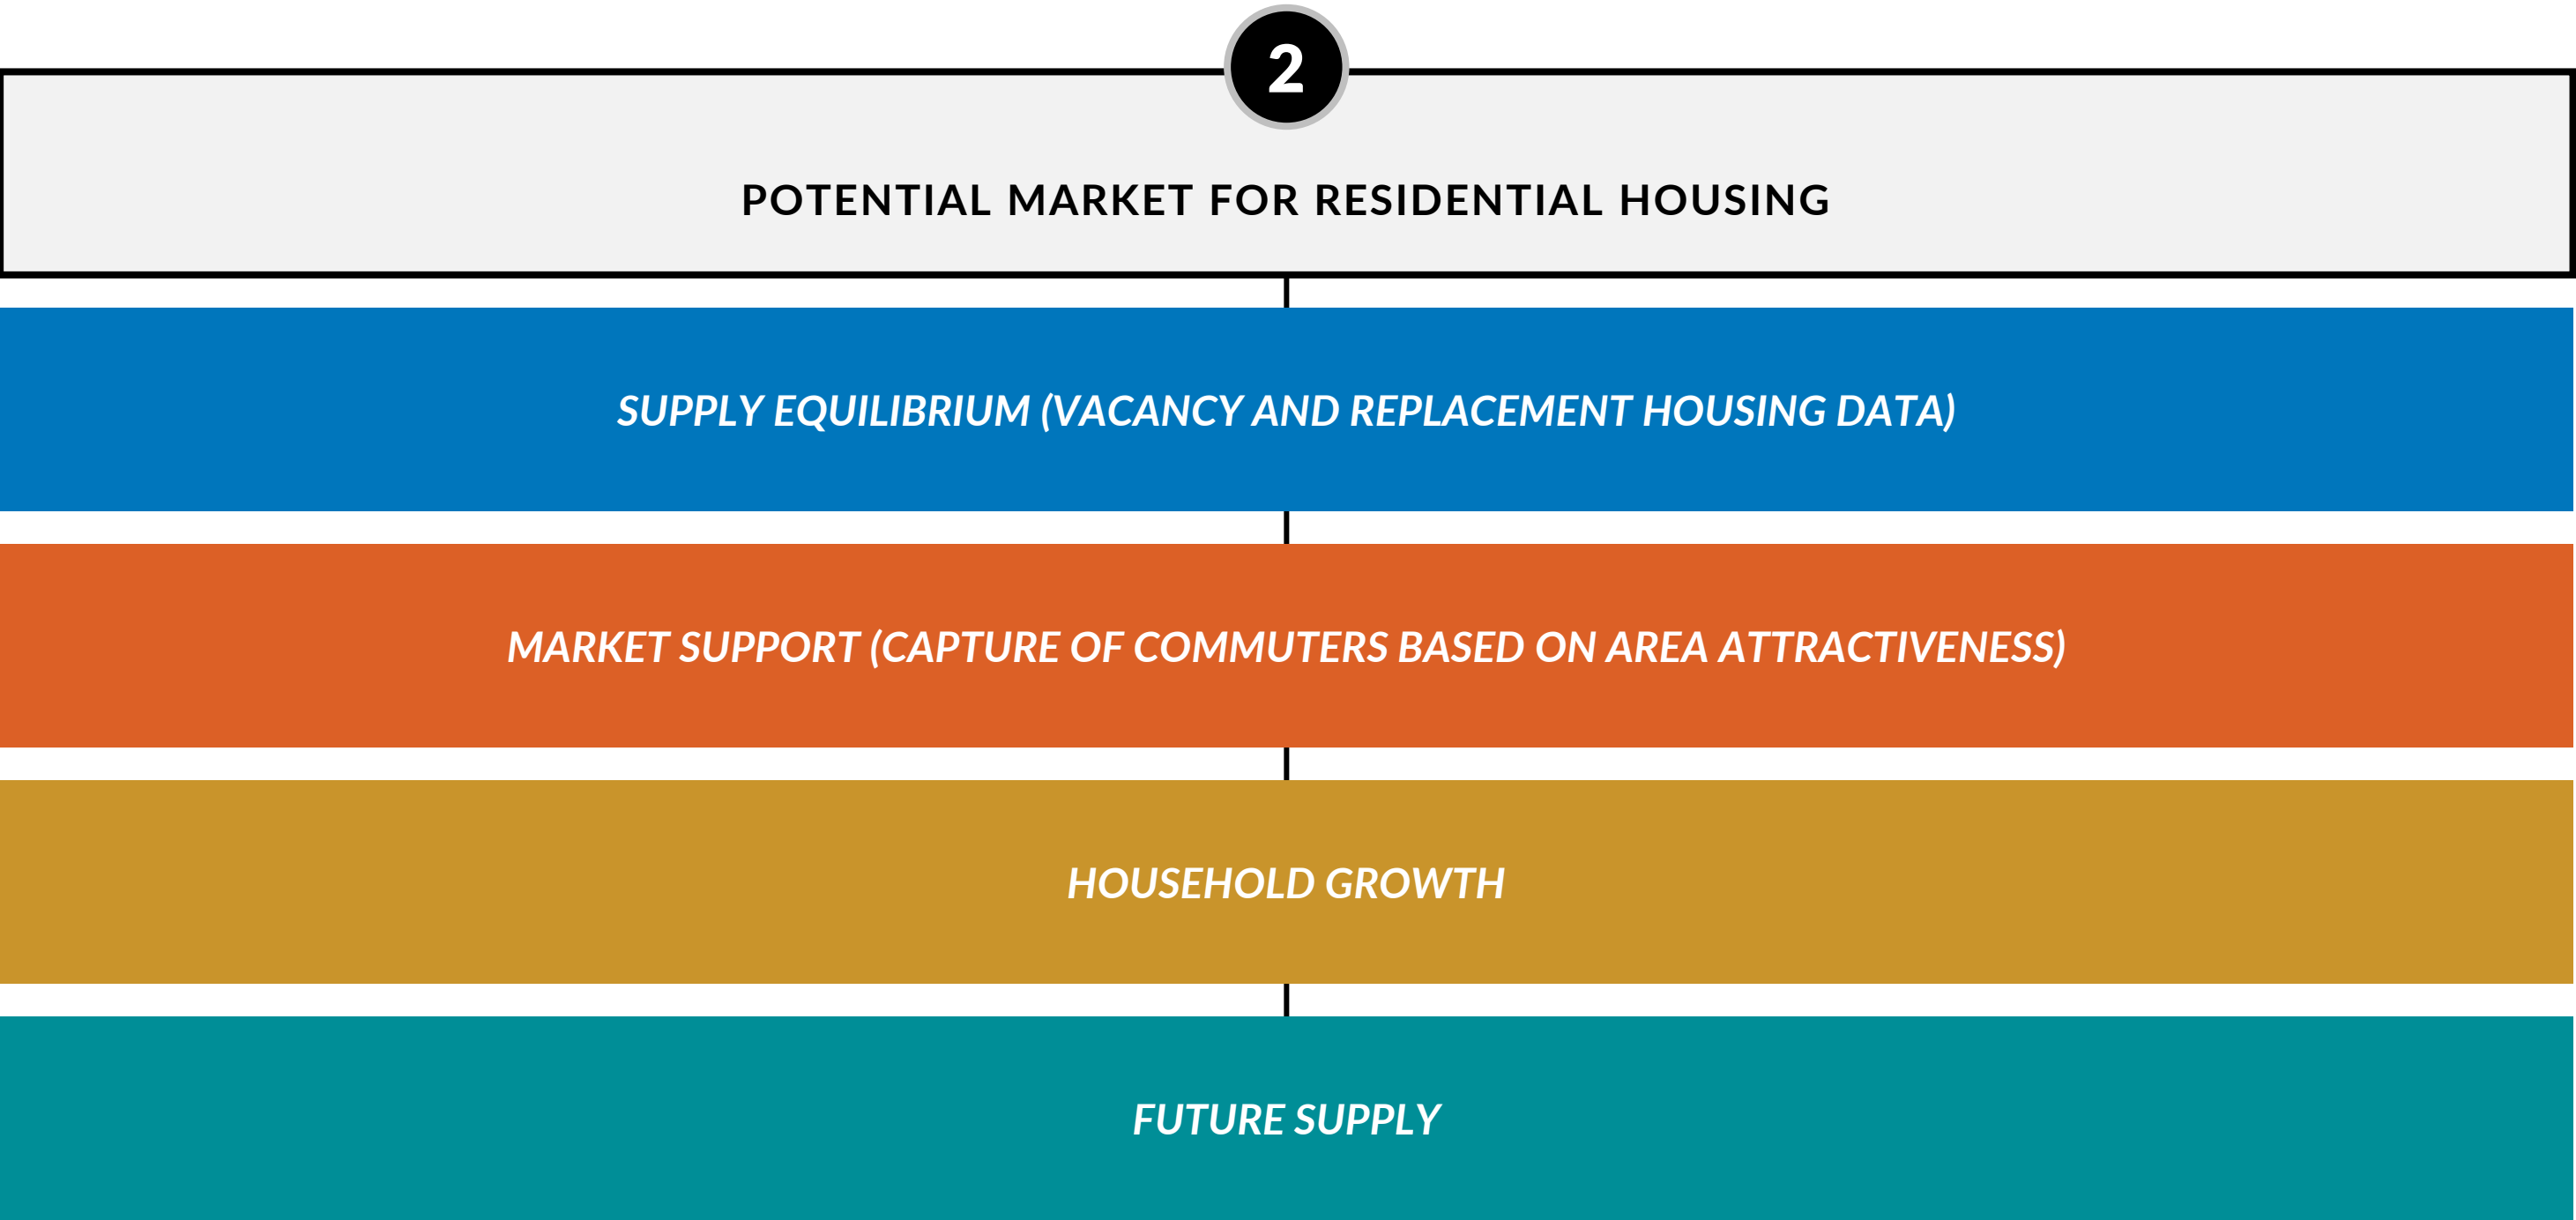 2
POTENTIAL MARKET FOR RESIDENTIAL HOUSING
SUPPLY EQUILIBRIUM (VACANCY AND REPLACEMENT HOUSING DATA)
MARKET SUPPORT (CAPTURE OF COMMUTERS BASED ON AREA ATTRACTIVENESS)
HOUSEHOLD GROWTH
FUTURE SUPPLY